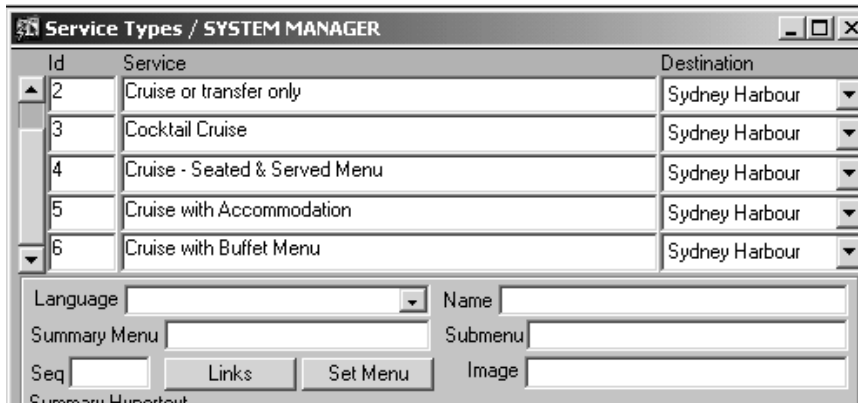 Service Types / SYSTEM MANAGER
Id Service Destination
2 Cruise or transfer only Sydney Harbour
3 Cocktail Cruise Sydney Harbour
4 Cruise - Seated & Served Menu Sydney Harbour
5 Cruise with Accommodation Sydney Harbour
6 Cruise with Buffet Menu Sydney Harbour
Language Name
Summary Menu Submenu
Seq Links Set Menu Image
Summary Hypertext